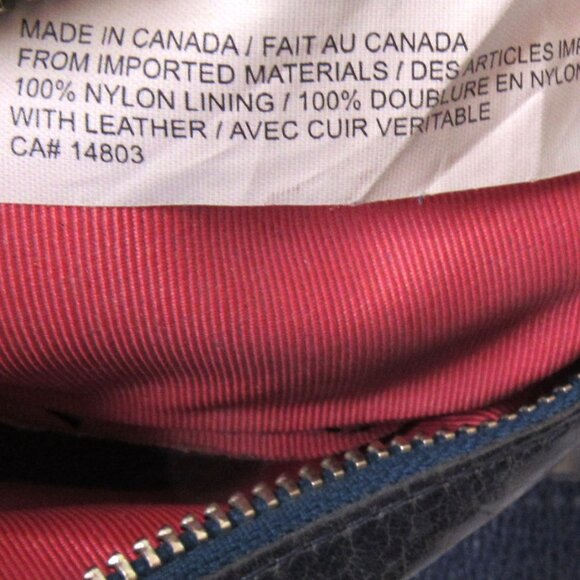 MADE IN CANADA / FAIT AU CANADA
FROM IMPORTED MATERIALS / DES ARTICLES
100% NYLON LINING / 100% DOUBLURE EN NYLON
WITH LEATHER / AVEC CUIR VERITABLE
CA# 14803